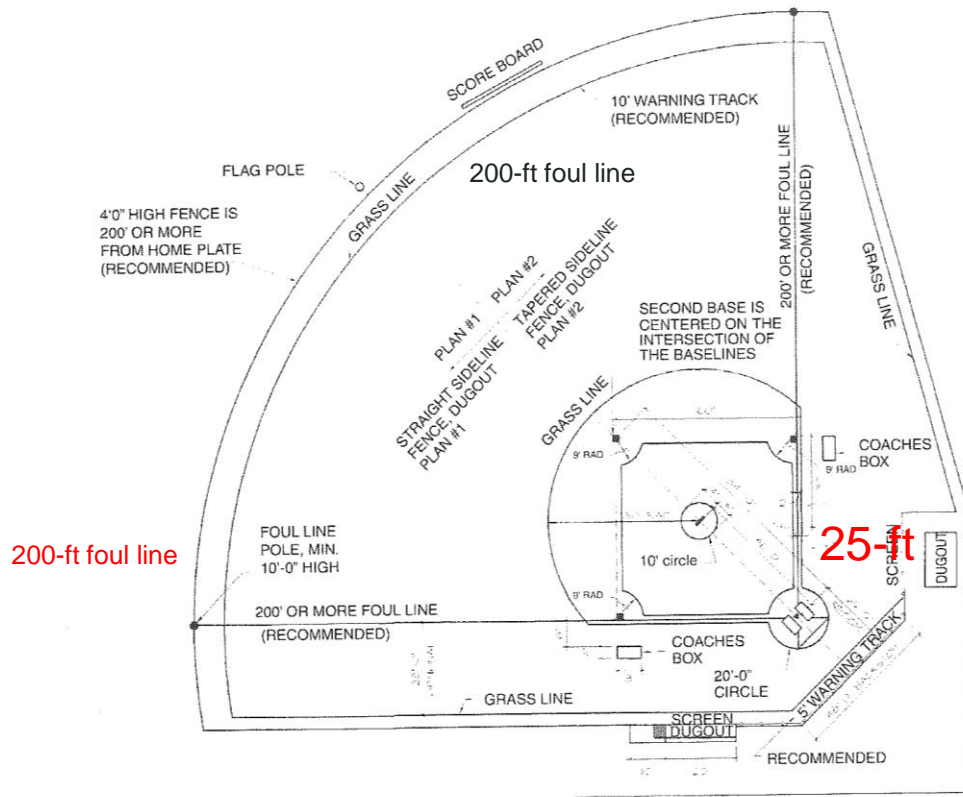 SCORE BOARD
10' WARNING TRACK
(RECOMMENDED)
200-ft foul line
FLAG POLE
GRASS LINE
4'0" HIGH FENCE IS
200' OR MORE
FROM HOME PLATE
(RECOMMENDED)
200' OR MORE FOUL LINE
(RECOMMENDED)
GRASS LINE
PLAN #1 PLAN #2
STRAIGHT SIDELINE
FENCE, DUGOUT
PLAN #1
TAPERED SIDELINE
FENCE, DUGOUT
PLAN #2
SECOND BASE IS
CENTERED ON THE
INTERSECTION OF
THE BASELINES
GRASS LINE
60'
9' RAD
COACHES
BOX
9' RAD
200-ft foul line
FOUL LINE
POLE, MIN.
10'-0" HIGH
10' circle
25-ft
SCREEN
DUGOUT
9' RAD
200' OR MORE FOUL LINE
(RECOMMENDED)
COACHES
BOX
20'-0"
CIRCLE
5' WARNING TRACK
GRASS LINE
SCREEN
DUGOUT
RECOMMENDED